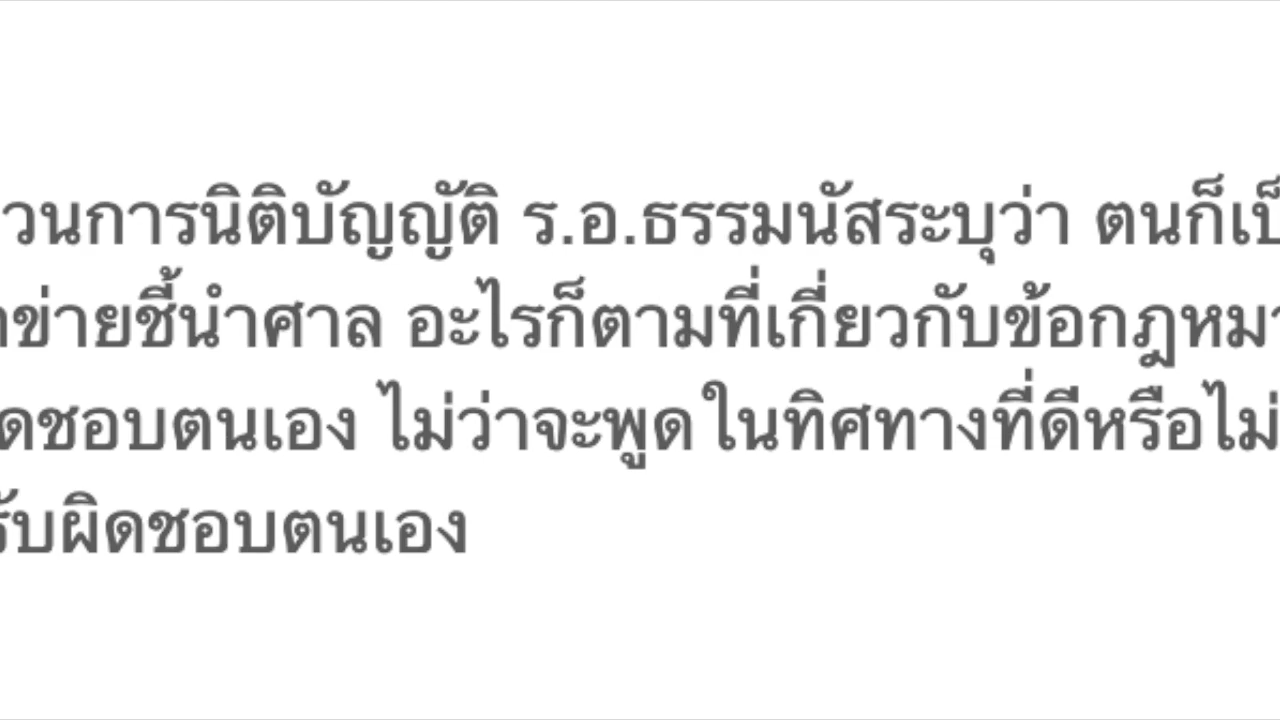 วนการนิติบัญญัติ ร.อ.ธรรมนัสระบุว่า ตนก็เป็
ข่ายชี้นำศาล อะไรก็ตามที่เกี่ยวกับข้อกฎหมา
ดชอบตนเอง ไม่ว่าจะพูดในทิศทางที่ดีหรือไม่
รับผิดชอบตนเอง